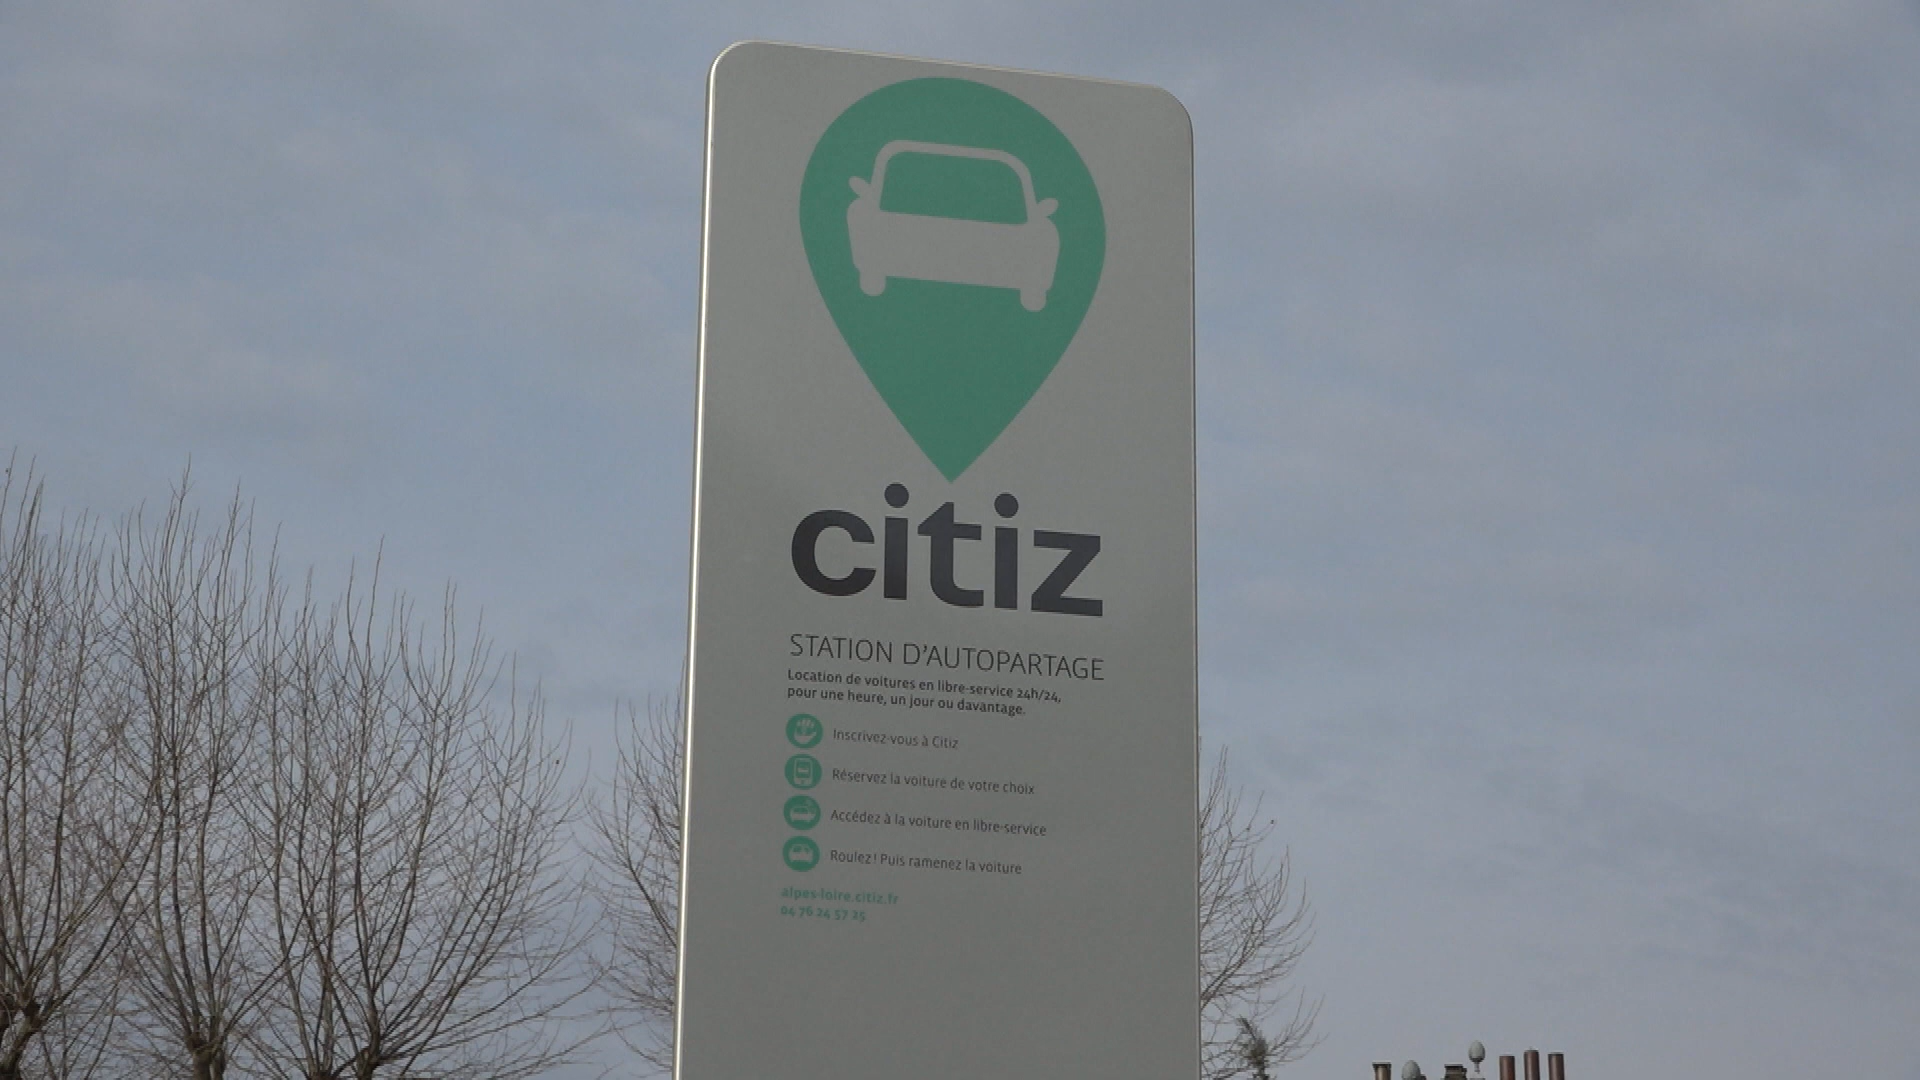 citiz
STATION D'AUTOPARTAGE
Location de voitures en libre-service 24h/24,
pour une heure, un jour ou davantage.
Inscrivez-vous à Citiz
Réservez la voiture de votre choix
Accédez à la voiture en libre-service
Roulez ! Puis ramenez la voiture
alpes-loire.citiz.fr
04 76 24 57 25